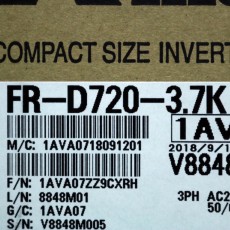 COMPACT SIZE INVERT
FR-D720-3.7K
1AV
M/C: 1AVA0718091201
2018/9/1
V8848
F/N: 1AVA07ZZ9CXRH
L/N: 8848M01
3PH AC2
G/C: 1AVA07
50/
S/N: V8848M005